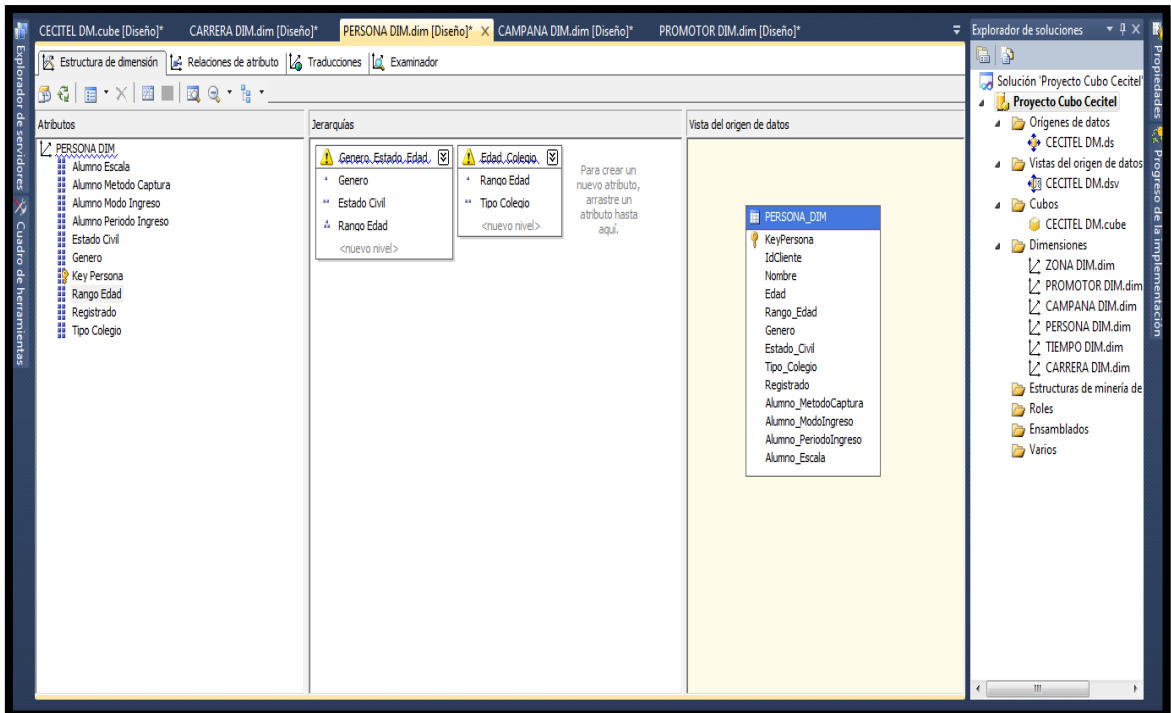 CECITEL DM.cube [Diseño]*
CARRERA DIM.dim [Diseño]*
PERSONA DIM.dim [Diseño]* ×
CAMPANA DIM.dim [Diseño]*
PROMOTOR DIM.dim [Diseño]*
Explorador de servidores
Cuadro de herramientas
Estructura de dimensión
Relaciones de atributo
Traducciones
Examinador
Atributos
PERSONA DIM
Alumno Escala
Alumno Metodo Captura
Alumno Modo Ingreso
Alumno Periodo Ingreso
Estado Civil
Genero
Key Persona
Rango Edad
Registrado
Tipo Colegio
Jerarquías
Genero_Estado_Edad
Genero
Estado Civil
Rango Edad
<nuevo nivel>
Edad_Colegio
Rango Edad
Tipo Colegio
<nuevo nivel>
Para crear un
nuevo atributo,
arrastre un
atributo hasta
aquí.
Vista del origen de datos
PERSONA_DIM
KeyPersona
IdCliente
Nombre
Edad
Rango_Edad
Genero
Estado_Civil
Tipo_Colegio
Registrado
Alumno_MetodoCaptura
Alumno_ModoIngreso
Alumno_PeriodoIngreso
Alumno_Escala
Explorador de soluciones
Solución 'Proyecto Cubo Cecitel'
Proyecto Cubo Cecitel
Orígenes de datos
CECITEL DM.ds
Vistas del origen de datos
CECITEL DM.dsv
Cubos
CECITEL DM.cube
Dimensiones
ZONA DIM.dim
PROMOTOR DIM.dim
CAMPANA DIM.dim
PERSONA DIM.dim
TIEMPO DIM.dim
CARRERA DIM.dim
Estructuras de minería de
Roles
Ensamblados
Varios
Propiedades
Progreso de la implementación